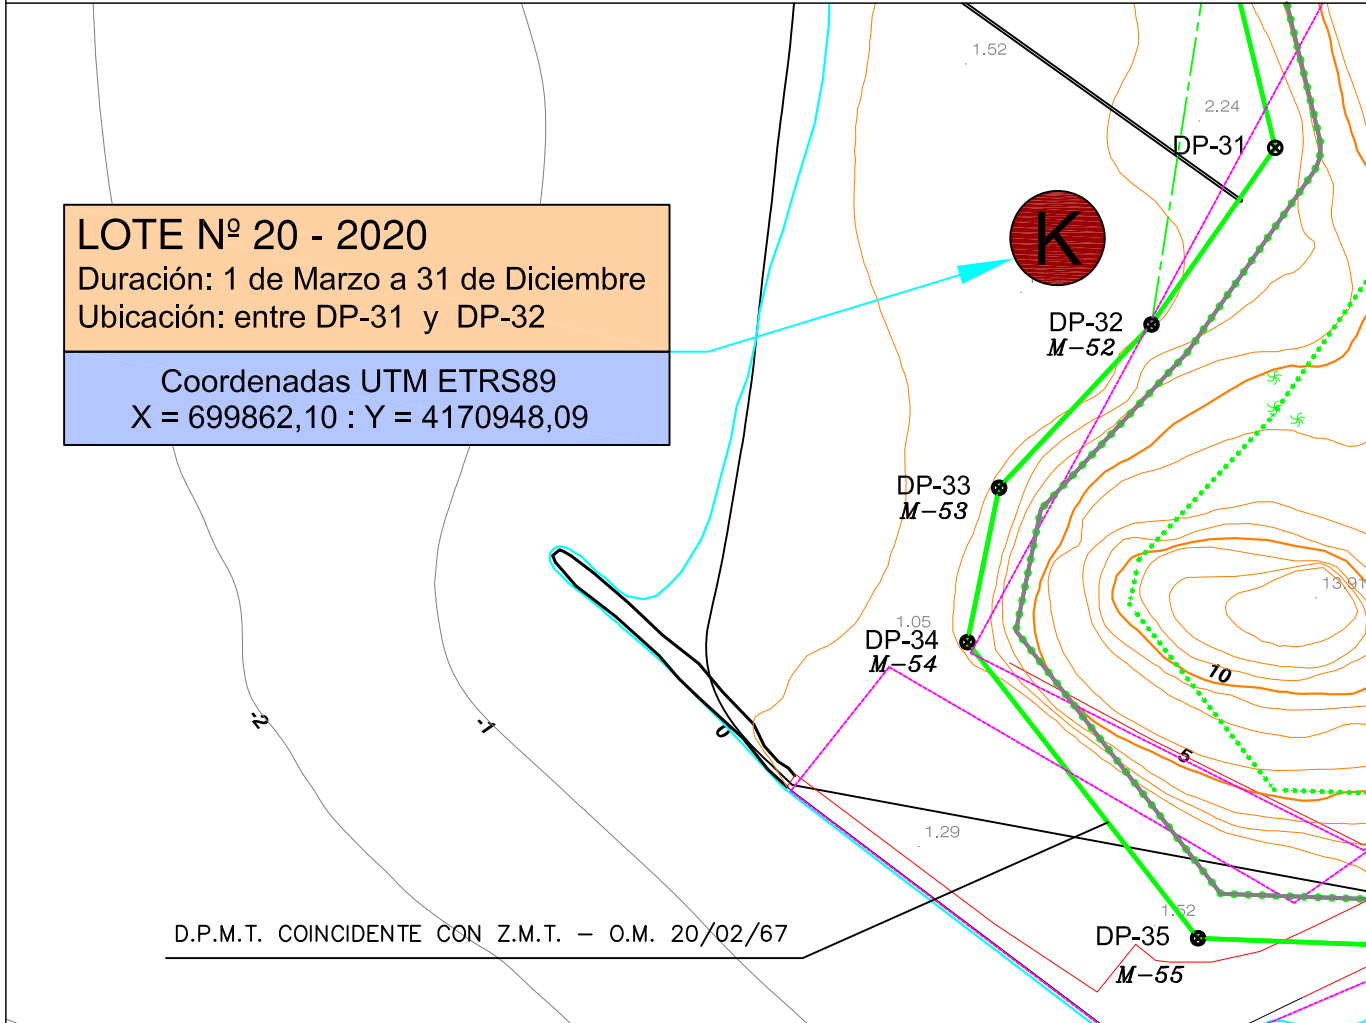 1.52
2.24
DP-31
LOTE Nº 20 - 2020
Duración: 1 de Marzo a 31 de Diciembre
Ubicación: entre DP-31 y DP-32
K
DP-32
M-52
Coordenadas UTM ETRS89
X = 699862,10 : Y = 4170948,09
DP-33
M-53
13.91
1.05
DP-34
M-54
10
-2
-1
0
5
1.29
1.52
D.P.M.T. COINCIDENTE CON Z.M.T. - O.M. 20/02/67
DP-35
M-55